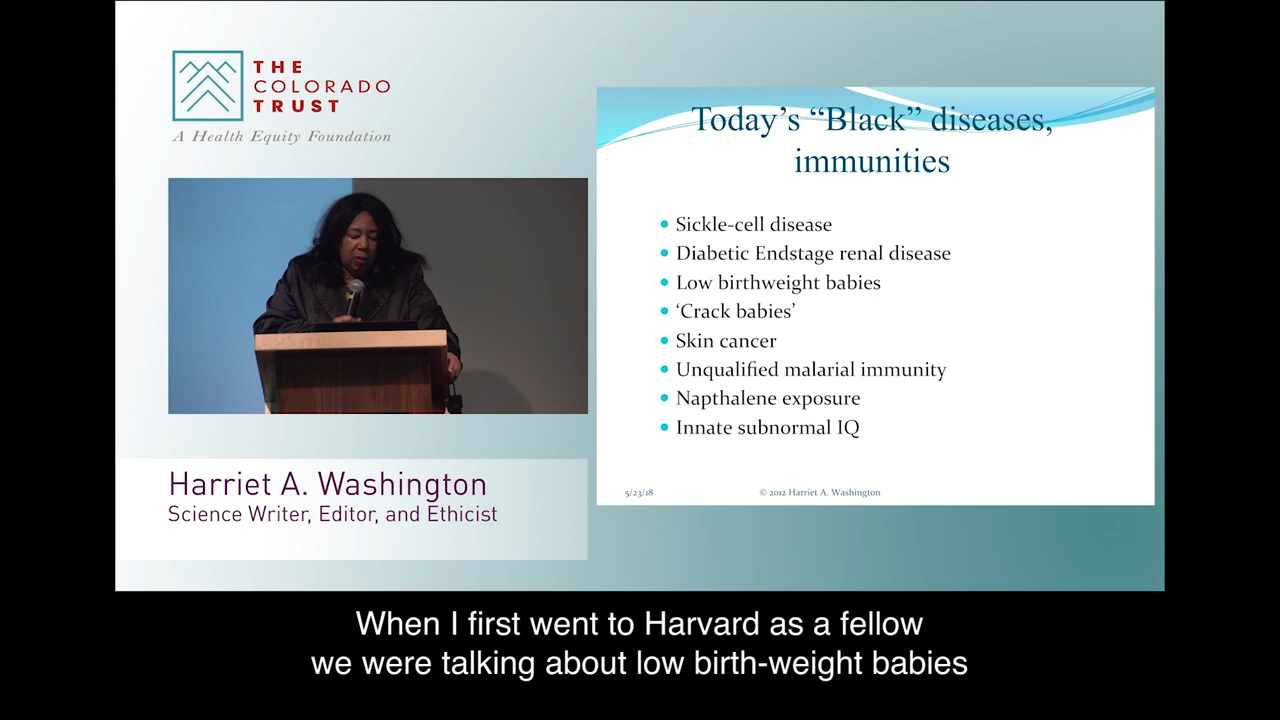 THE
COLORADO
TRUST
A Health Equity Foundation
Today's “Black” diseases,
immunities
Sickle-cell disease
Diabetic Endstage renal disease
Low birthweight babies
‘Crack babies’
Skin cancer
Unqualified malarial immunity
Napthalene exposure
Innate subnormal IQ
5/23/18
© 2012 Harriet A. Washington
Harriet A. Washington
Science Writer, Editor, and Ethicist
When I first went to Harvard as a fellow
we were talking about low birth-weight babies